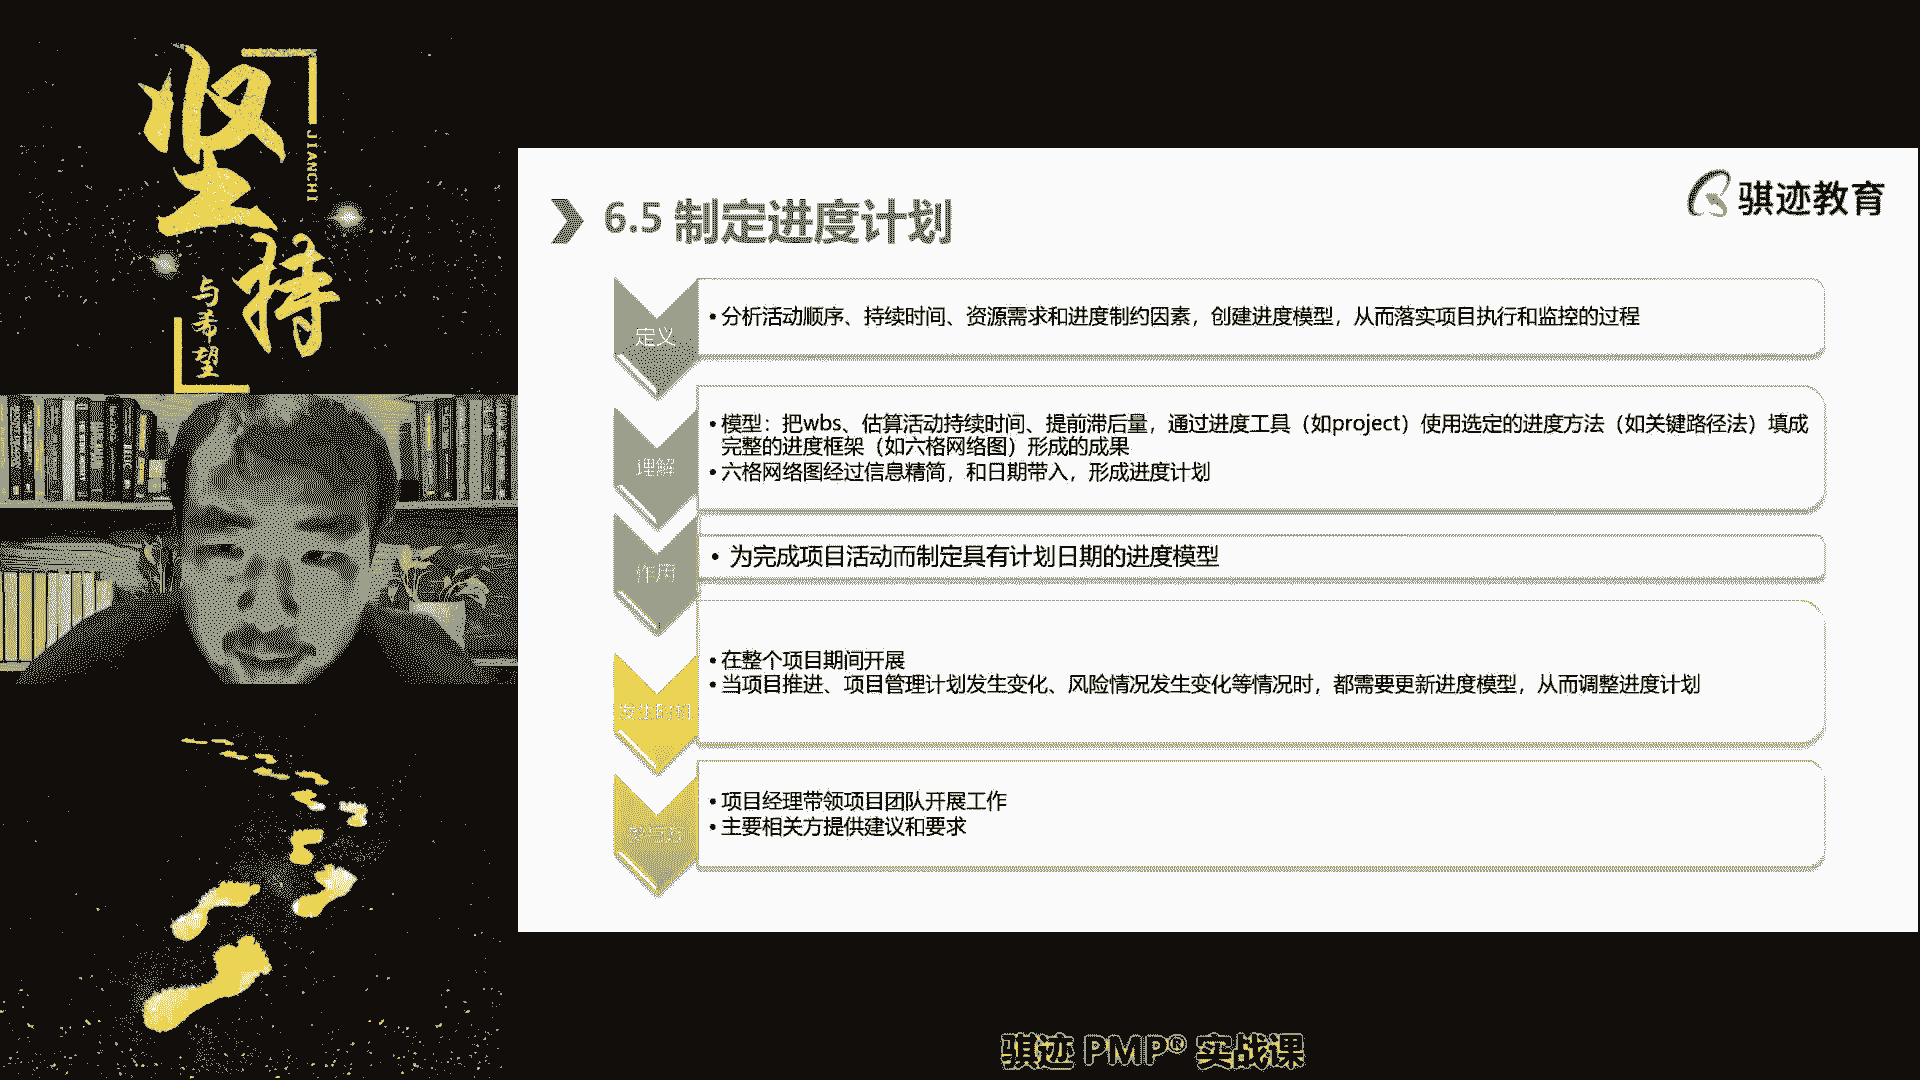 坚持
JIANCHI
与希望
骐迹教育
6.5 制定进度计划
定义
•分析活动顺序、持续时间、资源需求和进度制约因素，创建进度模型，从而落实项目执行和监控的过程
理解
•模型：把wbs、估算活动持续时间、提前滞后量，通过进度工具（如project）使用选定的进度方法（如关键路径法）填成
完整的进度框架（如六格网络图）形成的成果
•六格网络图经过信息精简，和日期带入，形成进度计划
作用
• 为完成项目活动而制定具有计划日期的进度模型
发生时机
•在整个项目期间开展
•当项目推进、项目管理计划发生变化、风险情况发生变化等情况时，都需要更新进度模型，从而调整进度计划
参与方
•项目经理带领项目团队开展工作
•主要相关方提供建议和要求
骐迹 PMP® 实战课